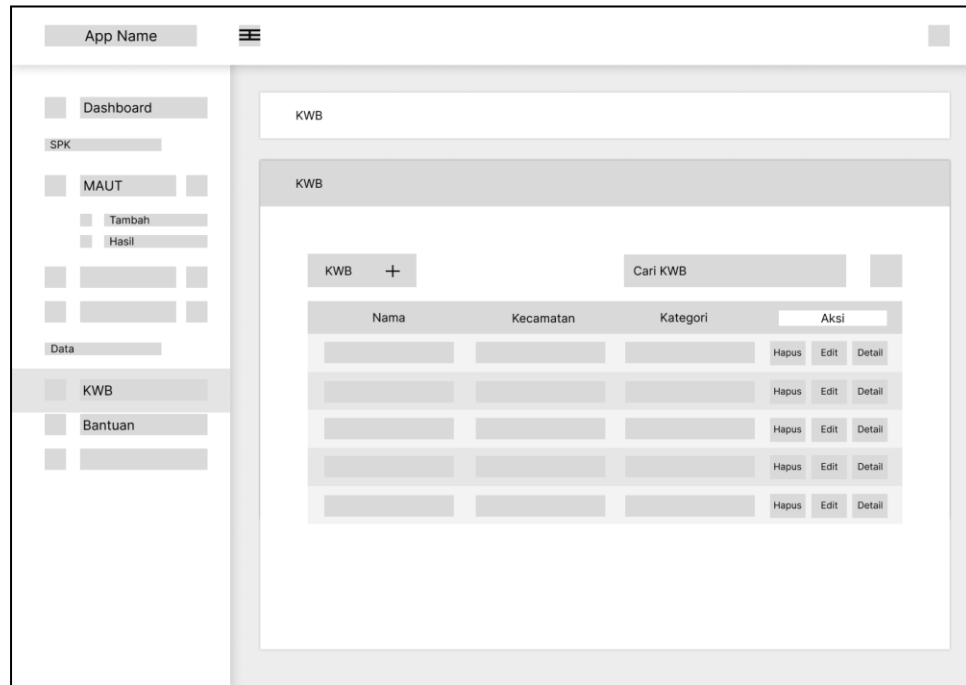 App Name
Dashboard
SPK
MAUT
Tambah
Hasil
Data
KWB
Bantuan
KWB
KWB
KWB +
Cari KWB
Nama Kecamatan Kategori Aksi
Hapus Edit Detail
Hapus Edit Detail
Hapus Edit Detail
Hapus Edit Detail
Hapus Edit Detail